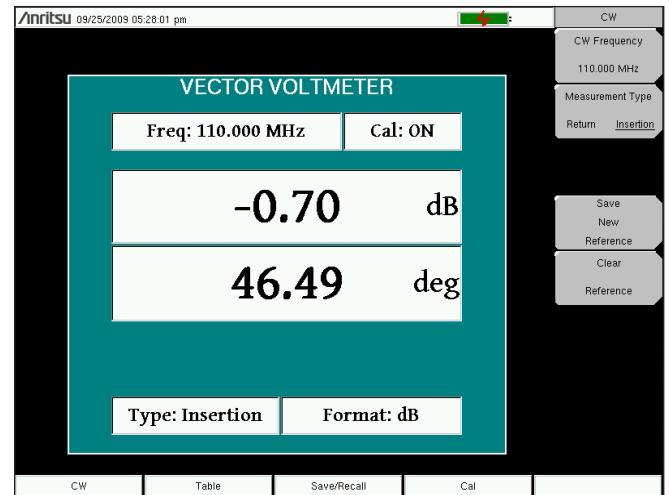 Anritsu 09/25/2009 05:28:01 pm
CW
CW Frequency
110.000 MHz
Measurement Type
Return Insertion
Save
New
Reference
Clear
Reference
VECTOR VOLTMETER
Freq: 110.000 MHz Cal: ON
-0.70 dB
46.49 deg
Type: Insertion Format: dB
CW Table Save/Recall Cal